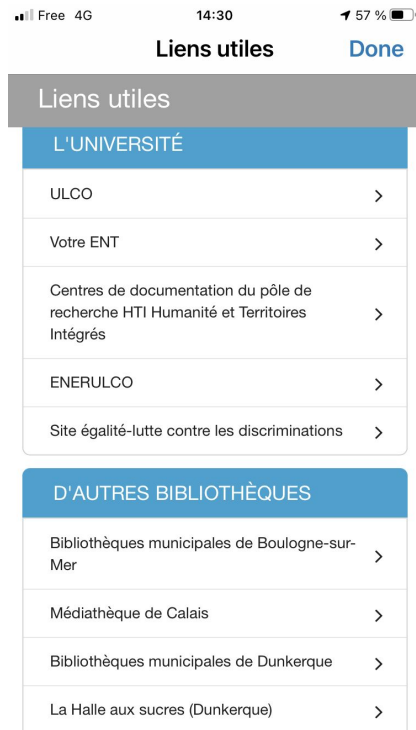 Free 4G 14:30 57 %
Liens utiles Done
Liens utiles
L'UNIVERSITÉ
ULCO
Votre ENT
Centres de documentation du pôle de
recherche HTI Humanité et Territoires
Intégrés
ENERULCO
Site égalité-lutte contre les discriminations
D'AUTRES BIBLIOTHÈQUES
Bibliothèques municipales de Boulogne-sur-
Mer
Médiathèque de Calais
Bibliothèques municipales de Dunkerque
La Halle aux sucres (Dunkerque)